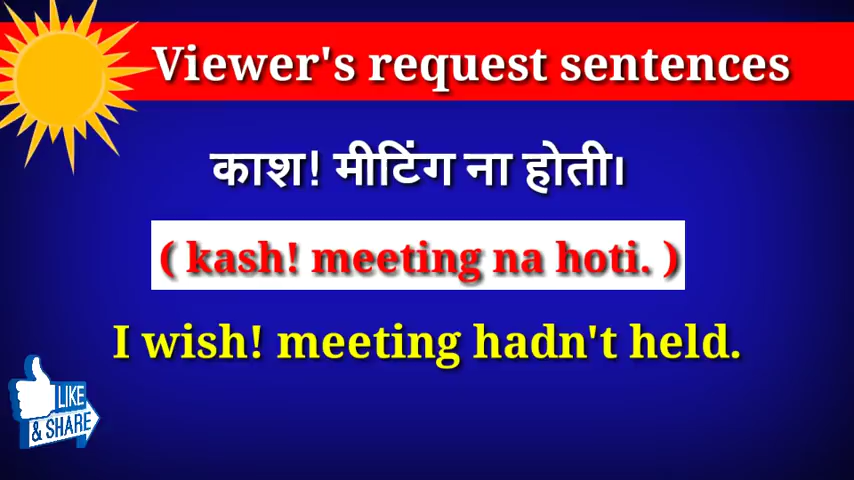 Viewer's request sentences
काश! मीटिंग ना होती।
( kash! meeting na hoti. )
I wish! meeting hadn't held.
LIKE
& SHARE